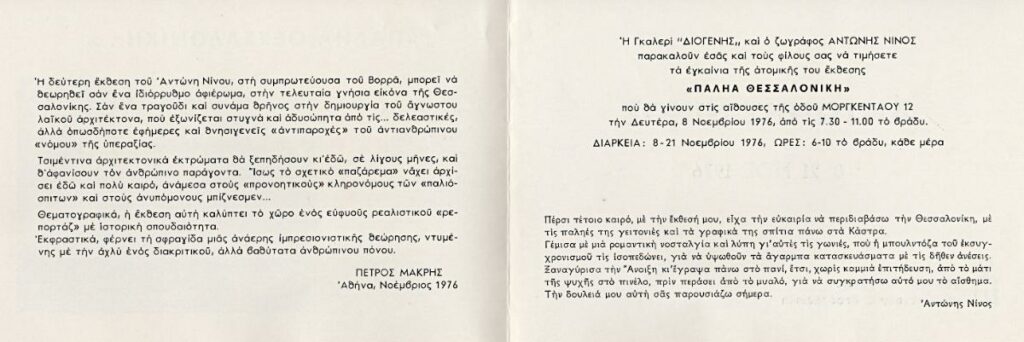 Ἡ δεύτερη ἔκθεση τοῦ Ἀντώνη Νίνου, στή συμπρωτεύουσα τοῦ Βορρᾶ, μπορεῖ νά
θεωρηθεῖ σάν ἕνα ἰδιόρρυθμο ἀφιέρωμα, στήν τελευταία γνήσια εἰκόνα τῆς Θεσ-
σαλονίκης. Σάν ἕνα τραγούδι καί συνάμα θρῆνος στήν δημιουργία τοῦ ἄγνωστου
λαϊκοῦ ἀρχιτέκτονα, πού ἐξωνίζεται στυγνά καί ἀδυσώπητα ἀπό τίς... δελεαστικές,
ἀλλά ὁπωσδήποτε ἐφήμερες καί θνησιγενεῖς «ἀντιπαροχές» τοῦ ἀντιανθρώπινου
«νόμου» τῆς ὑπεραξίας.
Τσιμέντινα ἀρχιτεκτονικά ἐκτρώματα θά ξεπηδήσουν κι' ἐδῶ, σέ λίγους μῆνες, καί
θ' ἀφανίσουν τόν ἀνθρώπινο παράγοντα. Ἴσως τό σχετικό «παζάρεμα» νάχει ἀρχί-
σει ἐδῶ καί πολύ καιρό, ἀνάμεσα στούς «προνοητικούς» κληρονόμους τῶν «παλιό-
σπιτων» καί στούς ἀνυπόμονους μπίζνεσμεν...
Θεματογραφικά, ἡ ἔκθεση αὐτή καλύπτει τό χῶρο ἑνός εὐφυοῦς ρεαλιστικοῦ «ρε-
πορτάζ» μέ ἱστορική σπουδαιότητα.
Ἐκφραστικά, φέρνει τή σφραγίδα μιᾶς ἀνάερης ἰμπρεσιονιστικῆς θεώρησης, ντυμέ-
νης μέ τήν ἀχλύ ἑνός διακριτικοῦ, ἀλλά βαθύτατα ἀνθρώπινου πόνου.
ΠΕΤΡΟΣ ΜΑΚΡΗΣ
Ἀθήνα, Νοέμβριος 1976
Ἡ Γκαλερί "ΔΙΟΓΕΝΗΣ„ καί ὁ ζωγράφος ΑΝΤΩΝΗΣ ΝΙΝΟΣ
παρακαλοῦν ἐσᾶς καί τούς φίλους σας νά τιμήσετε
τά ἐγκαίνια τῆς ἀτομικῆς του ἔκθεσης
«ΠΑΛΗΑ ΘΕΣΣΑΛΟΝΙΚΗ»
πού θά γίνουν στίς αἴθουσες τῆς ὁδοῦ ΜΟΡΓΚΕΝΤΑΟΥ 12
τήν Δευτέρα, 8 Νοεμβρίου 1976, ἀπό τίς 7.30 - 11.00 τό βράδυ.
ΔΙΑΡΚΕΙΑ: 8-21 Νοεμβρίου 1976, ΩΡΕΣ: 6-10 τό βράδυ, κάθε μέρα
Πέρσι τέτοιο καιρό, μέ τήν ἔκθεσή μου, εἶχα τήν εὐκαιρία νά περιδιαβάσω τήν Θεσσαλονίκη, μέ
τίς παληές της γειτονιές καί τά γραφικά της σπίτια πάνω στά Κάστρα.
Γέμισα μέ μιά ρομαντική νοσταλγία καί λύπη γι' αὐτές τίς γωνιές, πού ἡ μπουλντόζα τοῦ ἐκσυγ-
χρονισμοῦ τίς ἰσοπεδώνει, γιά νά ὑψωθοῦν τά ἄγαρμπα κατασκευάσματα μέ τίς δῆθεν ἀνέσεις.
Ξαναγύρισα τήν Ἄνοιξη κι' ἔγραψα πάνω στό πανί, ἔτσι, χωρίς καμμιά ἐπιτήδευση, ἀπό τό μάτι
τῆς ψυχῆς στό πινέλο, πρίν περάσει ἀπό τό μυαλό, γιά νά συγκρατήσω αὐτό μου τό αἴσθημα.
Τήν δουλειά μου αὐτή σᾶς παρουσιάζω σήμερα.
Ἀντώνης Νίνος